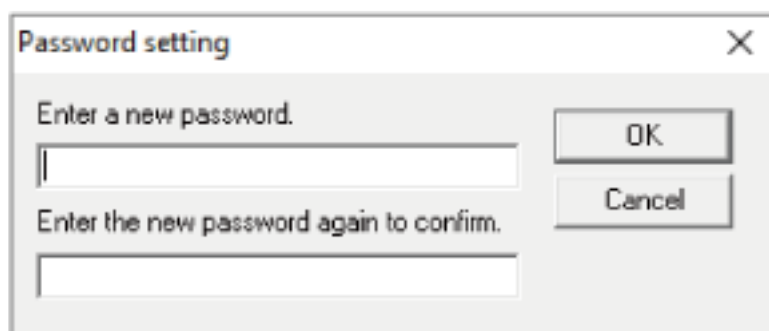 Password setting
Enter a new password.
OK
Cancel
Enter the new password again to confirm.